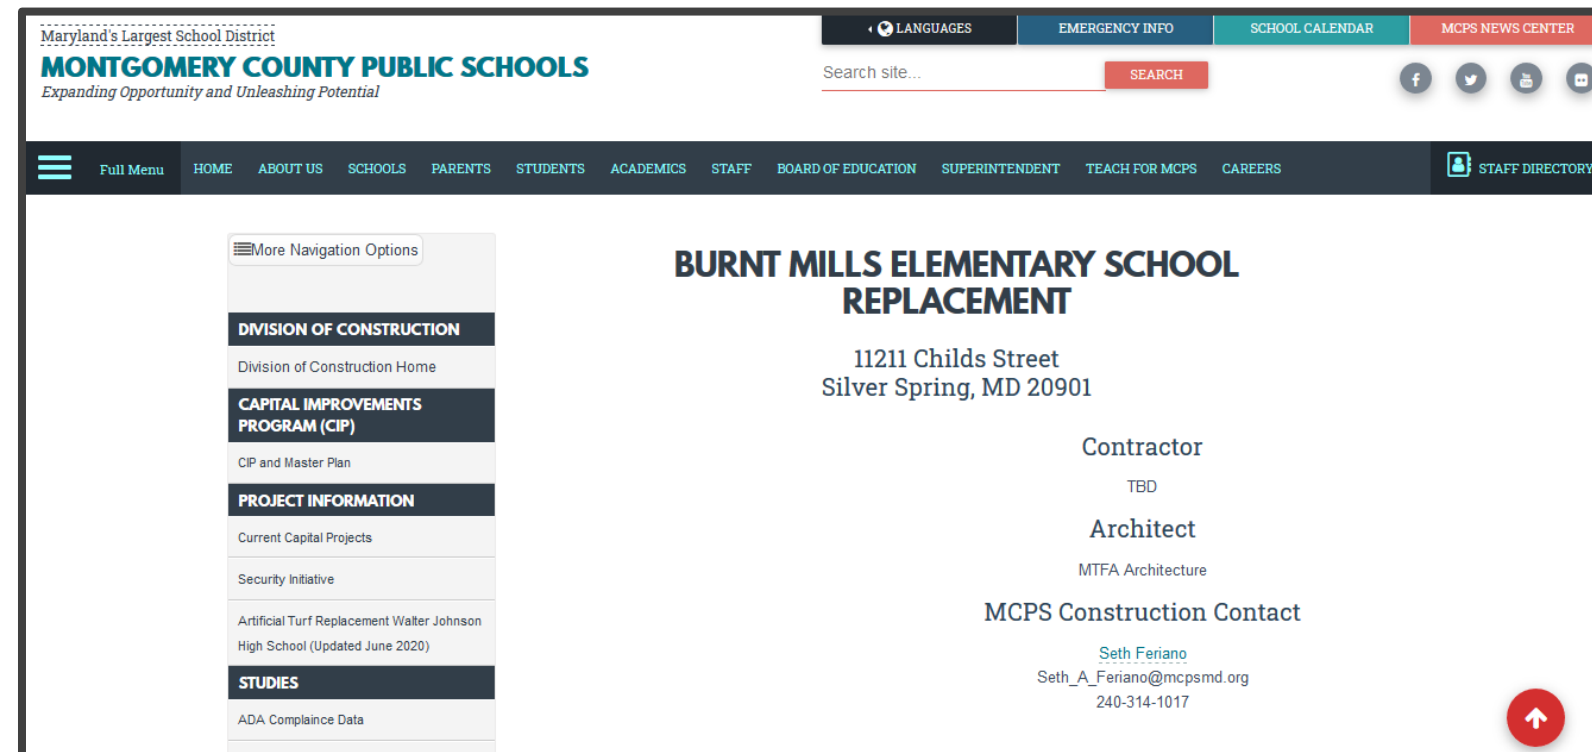 Maryland's Largest School District
MONTGOMERY COUNTY PUBLIC SCHOOLS
Expanding Opportunity and Unleashing Potential
LANGUAGES
EMERGENCY INFO
SCHOOL CALENDAR
MCPS NEWS CENTER
Search site...
SEARCH
Full Menu
HOME
ABOUT US
SCHOOLS
PARENTS
STUDENTS
ACADEMICS
STAFF
BOARD OF EDUCATION
SUPERINTENDENT
TEACH FOR MCPS
CAREERS
STAFF DIRECTORY
More Navigation Options
DIVISION OF CONSTRUCTION
Division of Construction Home
CAPITAL IMPROVEMENTS
PROGRAM (CIP)
CIP and Master Plan
PROJECT INFORMATION
Current Capital Projects
Security Initiative
Artificial Turf Replacement Walter Johnson
High School (Updated June 2020)
STUDIES
ADA Complaince Data
BURNT MILLS ELEMENTARY SCHOOL
REPLACEMENT
11211 Childs Street
Silver Spring, MD 20901
Contractor
TBD
Architect
MTFA Architecture
MCPS Construction Contact
Seth Feriano
Seth_A_Feriano@mcpsmd.org
240-314-1017